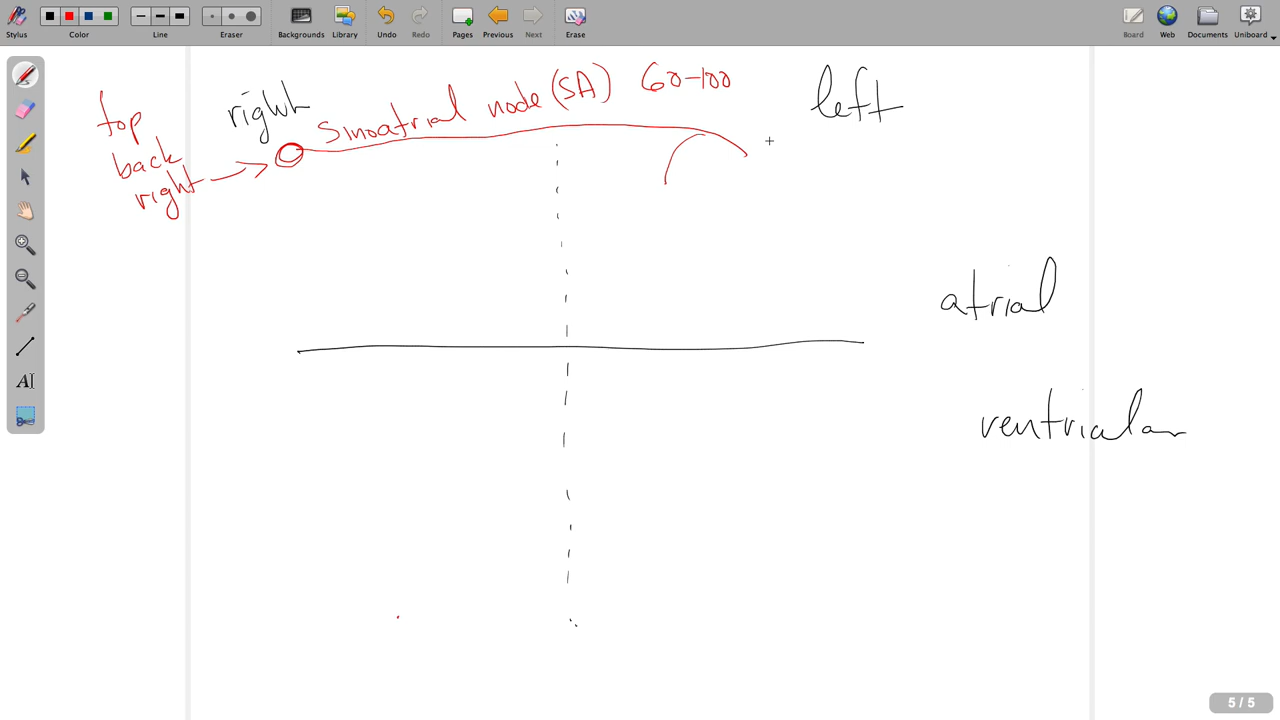 Stylus Color Line Eraser Backgrounds Library Undo Redo Pages Previous Next Erase Board Web Documents Uniboard
top
back
right
right
Sinoatrial node (SA) 60-100
left
atrial
ventricular
5 / 5